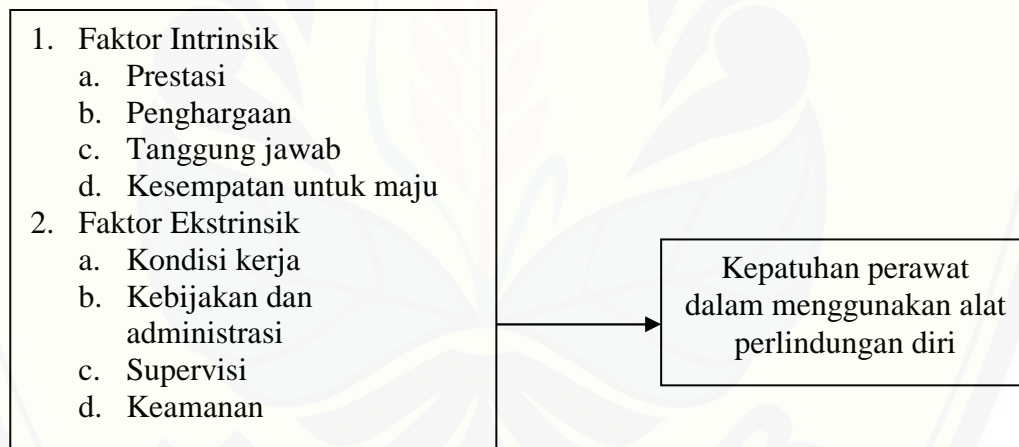 1. Faktor Intrinsik
a. Prestasi
b. Penghargaan
c. Tanggung jawab
d. Kesempatan untuk maju
2. Faktor Ekstrinsik
a. Kondisi kerja
b. Kebijakan dan
administrasi
c. Supervisi
d. Keamanan
Kepatuhan perawat
dalam menggunakan alat
perlindungan diri